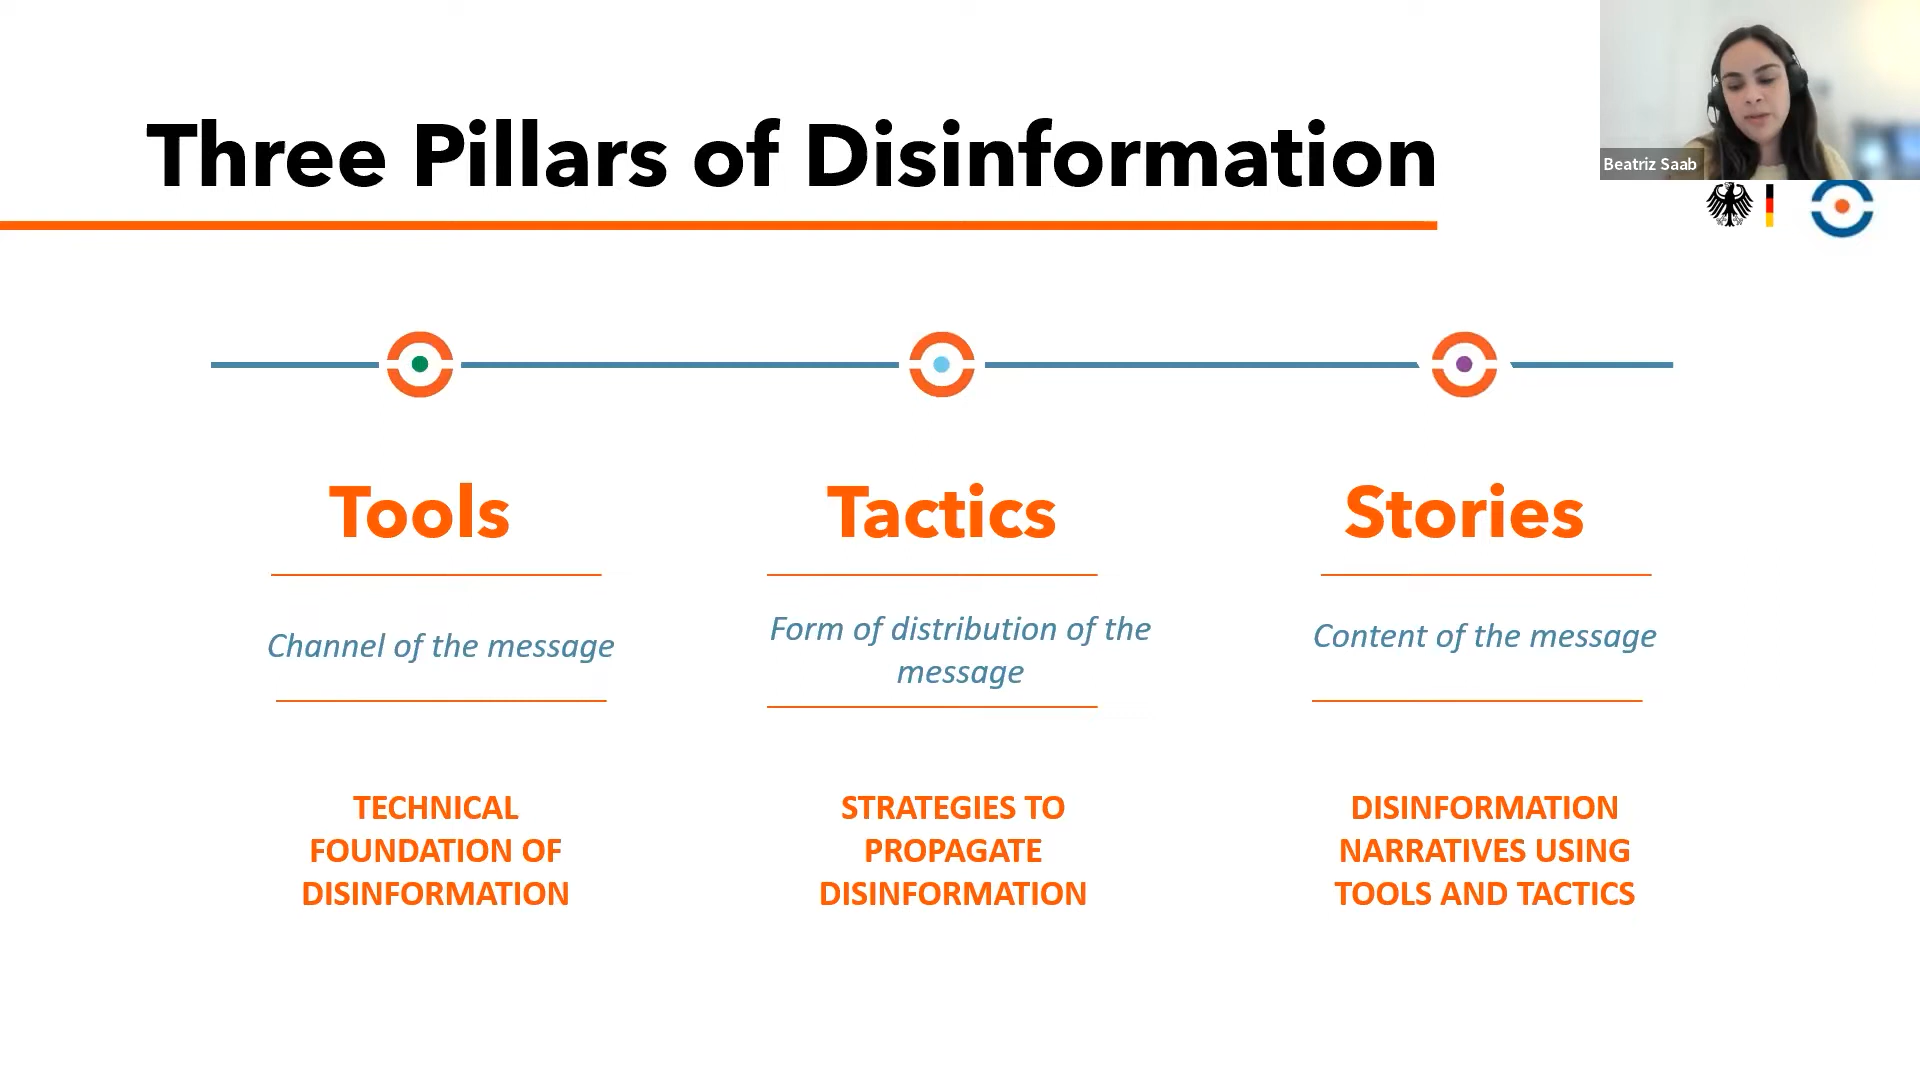 Three Pillars of Disinformation
Beatriz Saab
Tools
Channel of the message
TECHNICAL
FOUNDATION OF
DISINFORMATION
Tactics
Form of distribution of the
message
STRATEGIES TO
PROPAGATE
DISINFORMATION
Stories
Content of the message
DISINFORMATION
NARRATIVES USING
TOOLS AND TACTICS